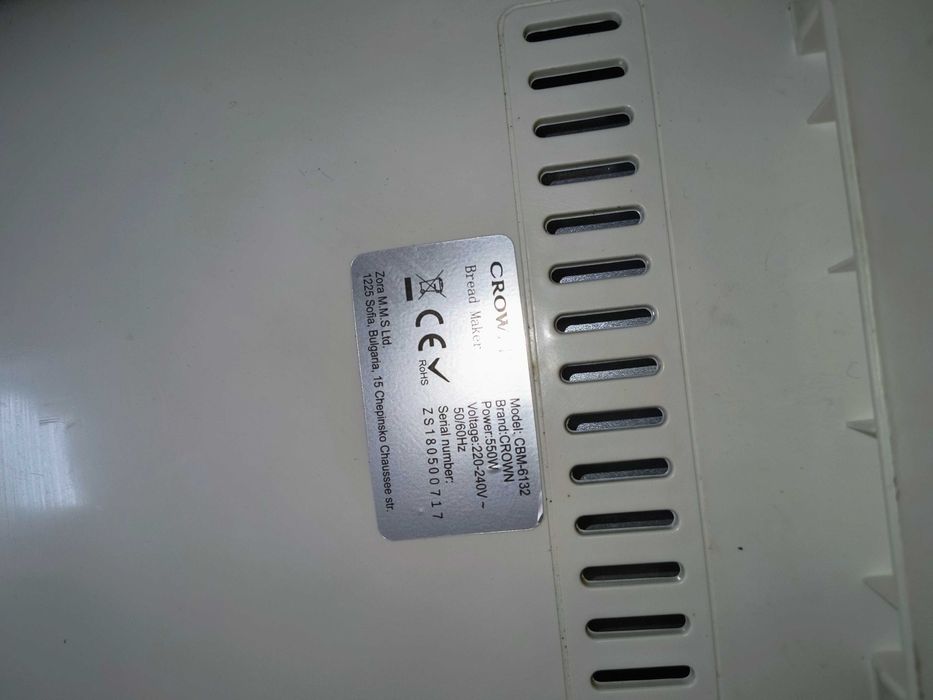 CROWN
Bread Maker
Model: CBM-6132
Brand:CROWN
Power:550W
Voltage:220-240V~
50/60Hz
Serial number:
ZS180500717
CE
RoHS
Zora M.M.S Ltd.
1225 Sofia, Bulgaria, 15 Chepinsko Chaussee str.